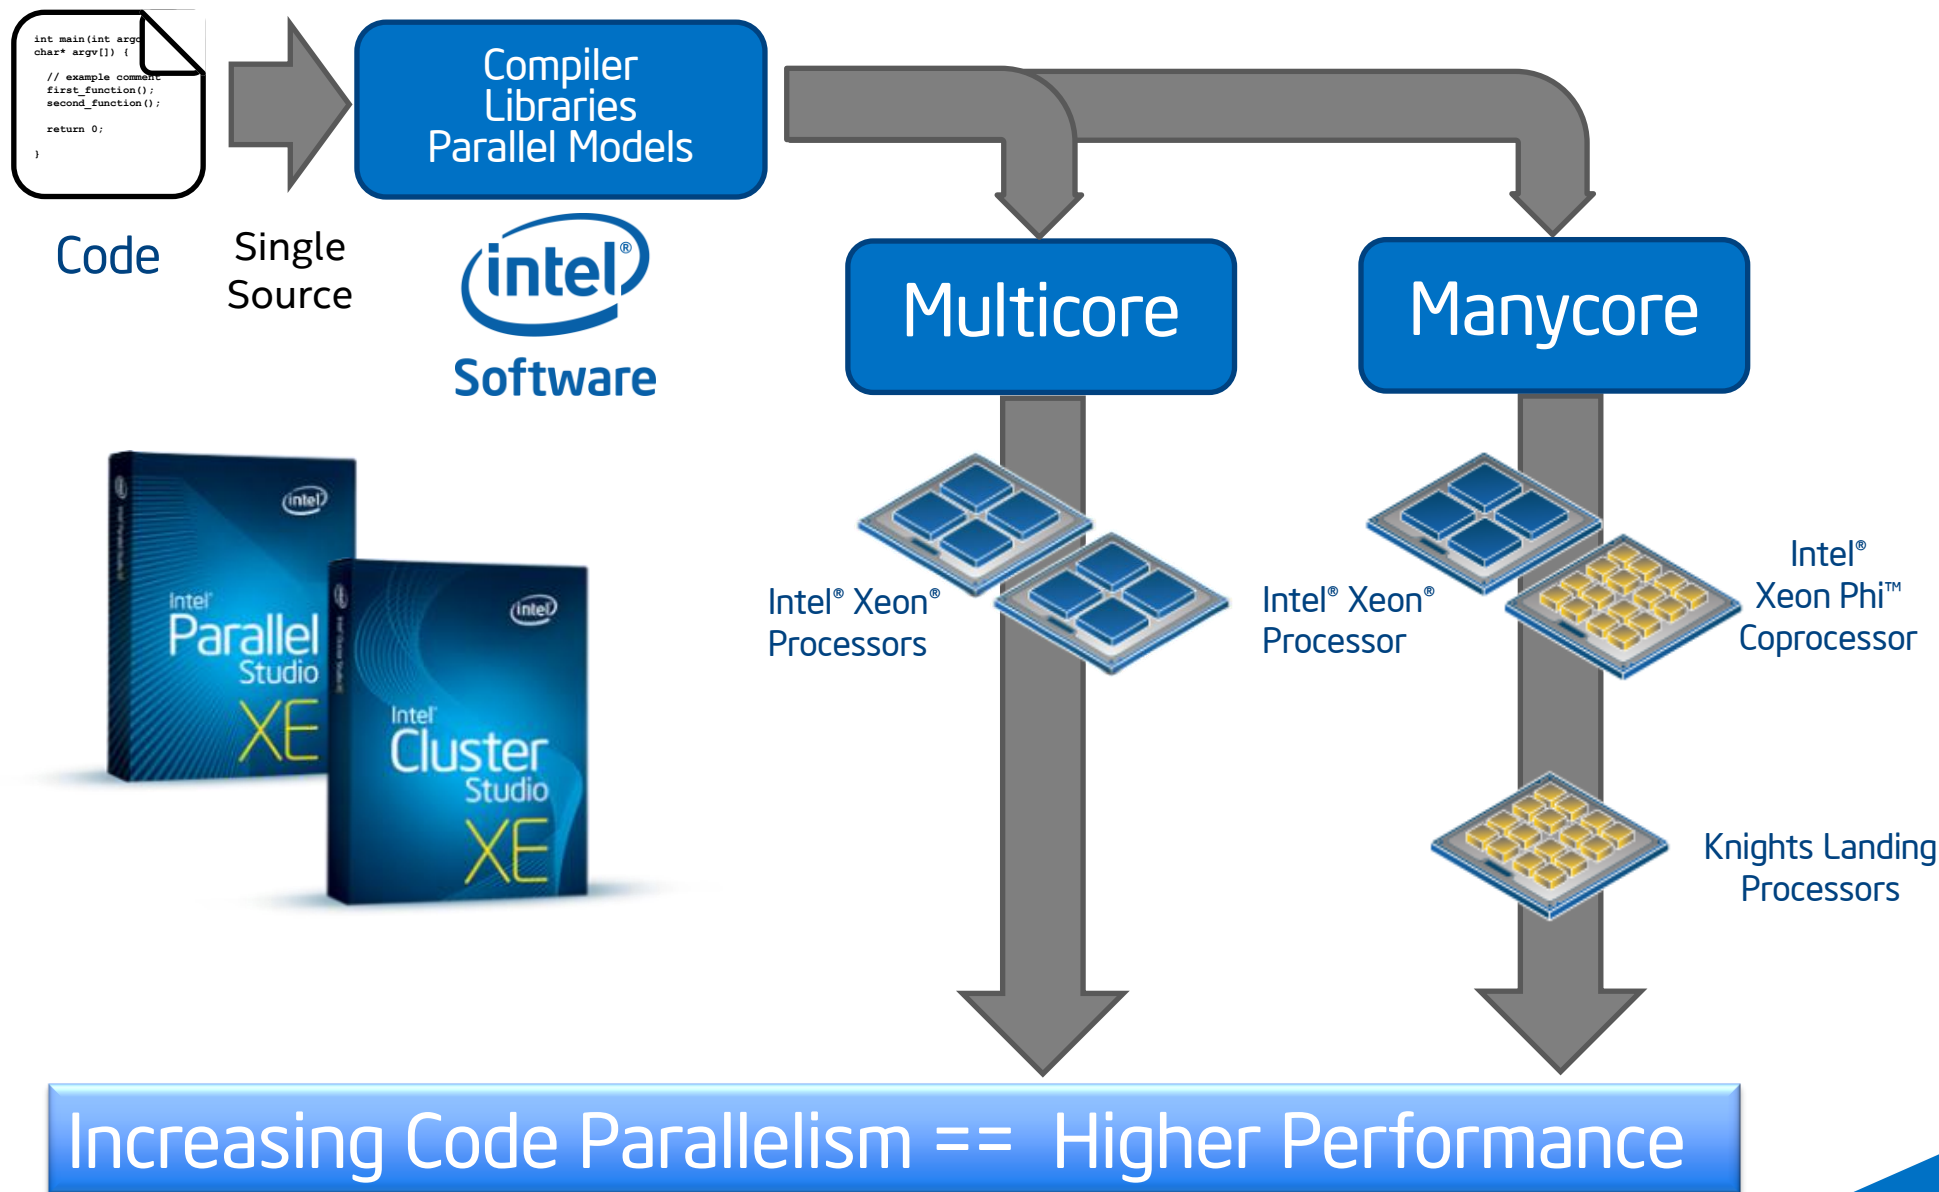 int main(int argc
char* argv[]) {
// example comment
first_function();
second_function();
return 0;
}
Code
Single
Source
Compiler
Libraries
Parallel Models
intel®
Software
Multicore
Manycore
intel
Intel®
Parallel
Studio
XE
intel
Intel®
Cluster
Studio
XE
Intel® Xeon®
Processors
Intel® Xeon®
Processor
Intel®
Xeon Phi™
Coprocessor
Knights Landing
Processors
Increasing Code Parallelism == Higher Performance